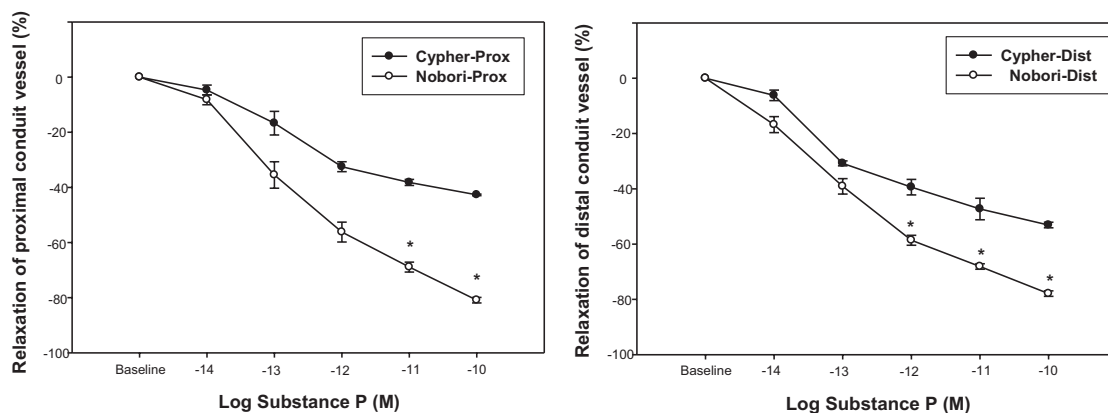 Relaxation of proximal conduit vessel (%)
0
-20
-40
-60
-80
-100
Cypher-Prox
Nobori-Prox
*
*
Baseline
-14
-13
-12
-11
-10
Log Substance P (M)
Relaxation of distal conduit vessel (%)
0
-20
-40
-60
-80
-100
Cypher-Dist
Nobori-Dist
*
*
*
Baseline
-14
-13
-12
-11
-10
Log Substance P (M)